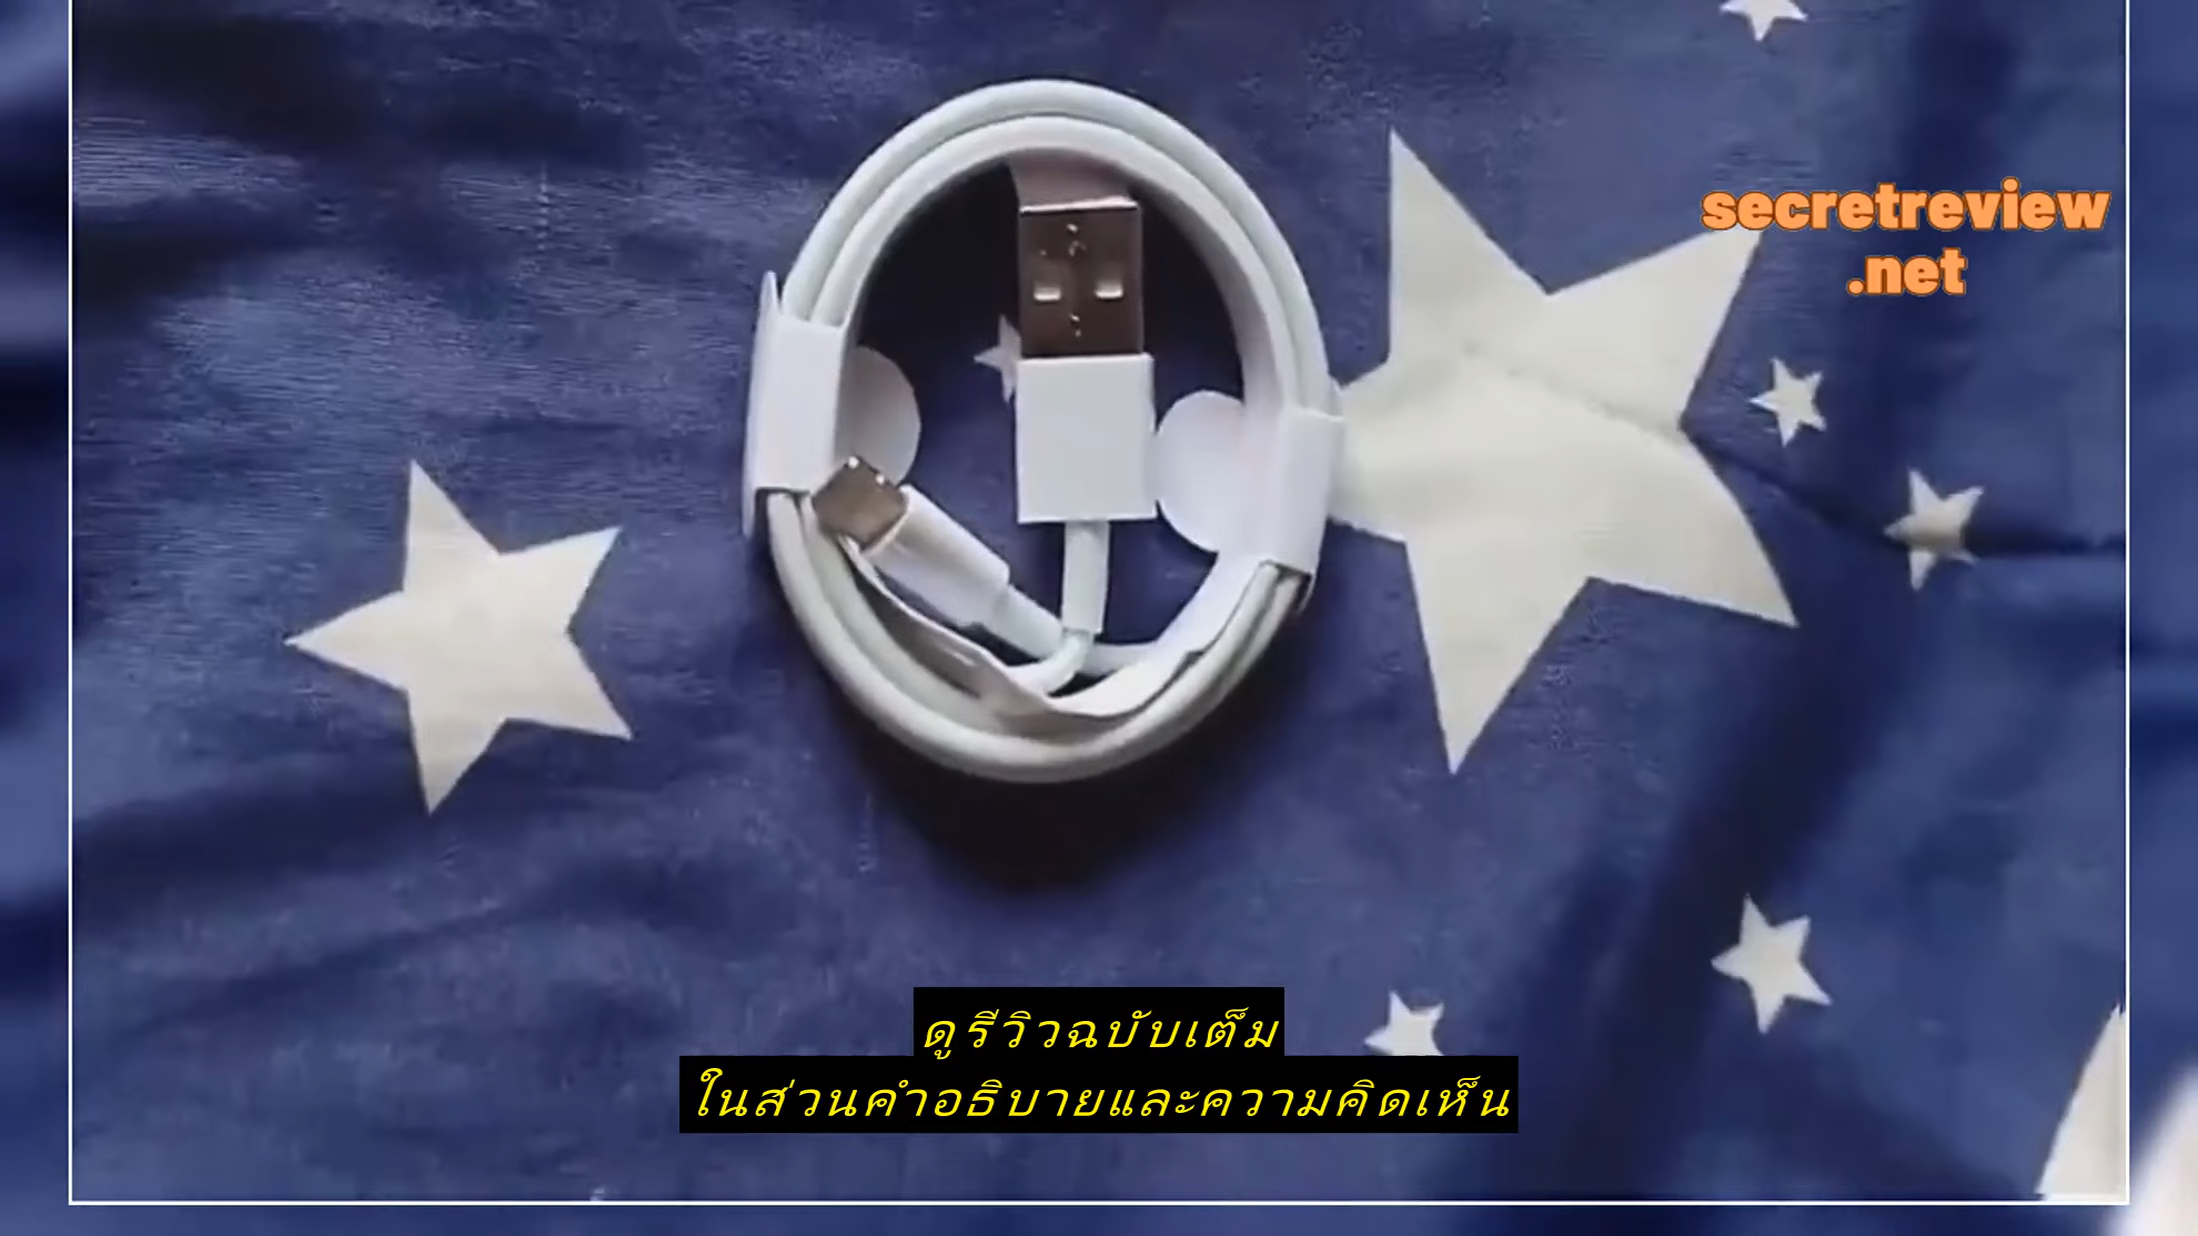 secretreview
.net
ดูรีวิวฉบับเต็ม
ในส่วนคำอธิบายและความคิดเห็น